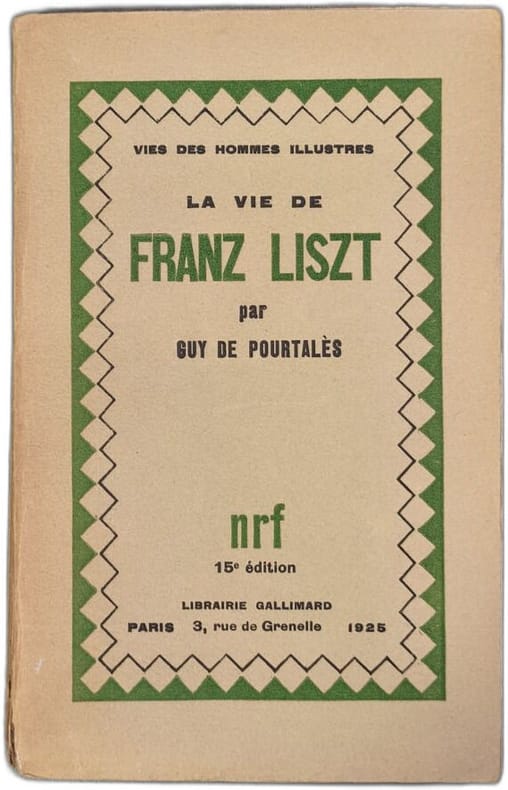 VIES DES HOMMES ILLUSTRES
LA VIE DE
FRANZ LISZT
par
GUY DE POURTALÈS
nrf
15e édition
LIBRAIRIE GALLIMARD
PARIS 3, rue de Grenelle 1925